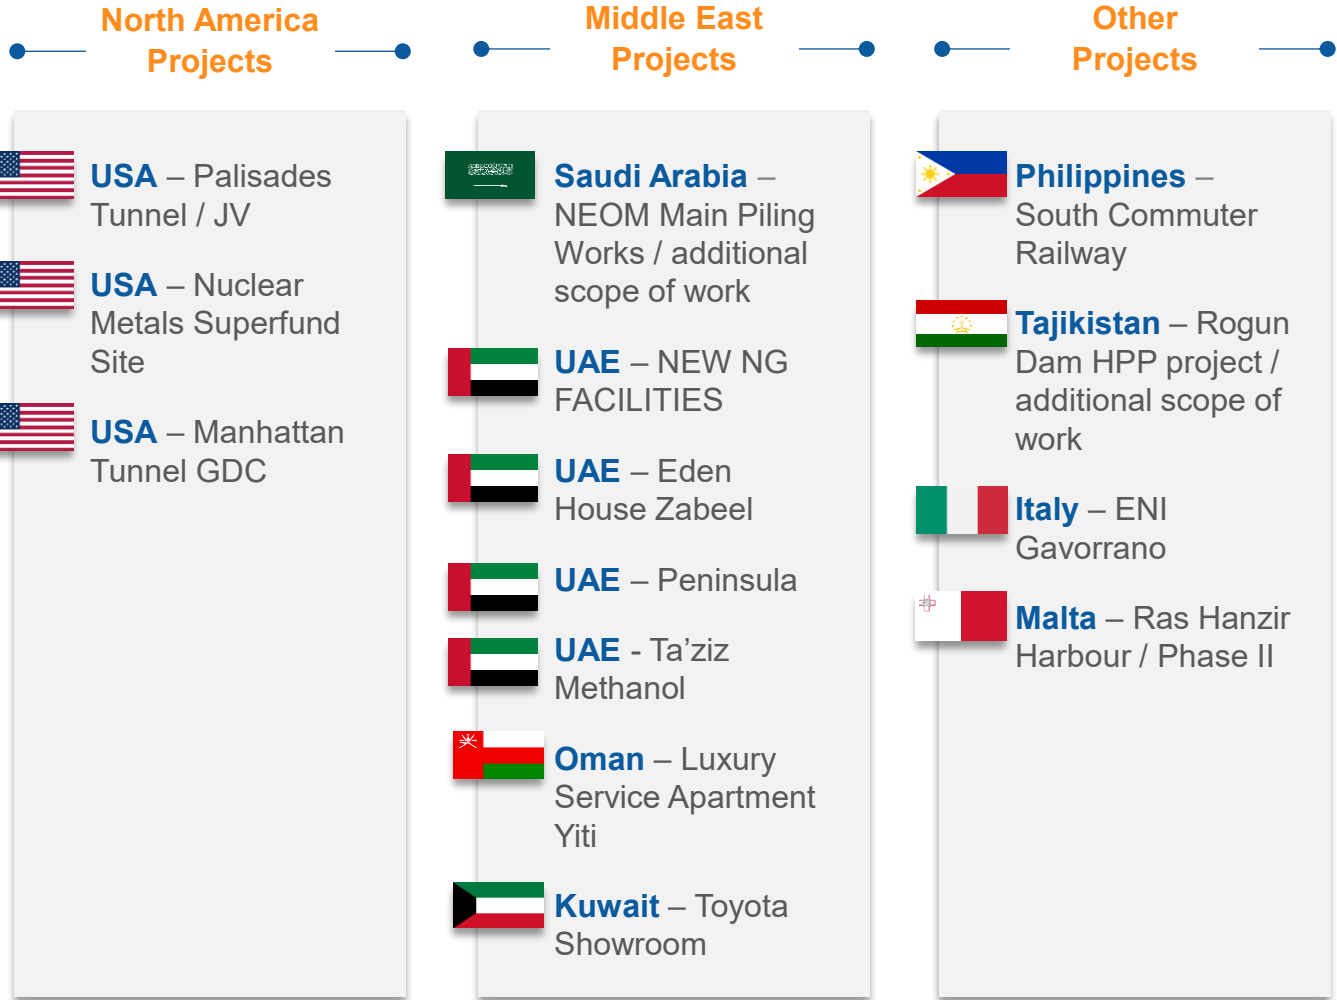 North America
Projects
USA – Palisades
Tunnel / JV
USA – Nuclear
Metals Superfund
Site
USA – Manhattan
Tunnel GDC
Middle East
Projects
Saudi Arabia –
NEOM Main Piling
Works / additional
scope of work
UAE – NEW NG
FACILITIES
UAE – Eden
House Zabeel
UAE – Peninsula
UAE - Ta’ziz
Methanol
Oman – Luxury
Service Apartment
Yiti
Kuwait – Toyota
Showroom
Other
Projects
Philippines –
South Commuter
Railway
Tajikistan – Rogun
Dam HPP project /
additional scope of
work
Italy – ENI
Gavorrano
Malta – Ras Hanzir
Harbour / Phase II